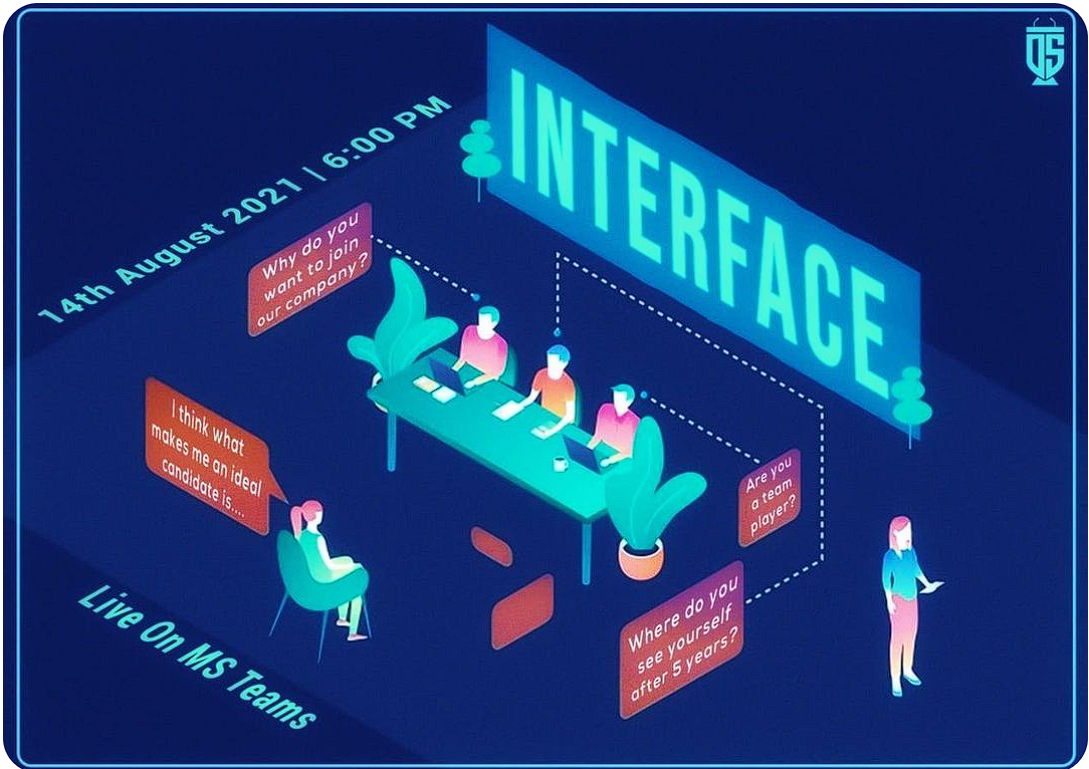 INTERFACE
14th August 2021 | 6:00 PM
Why do you
want to join
our company?
I think what
makes me an ideal
candidate is....
Are you
a team
player?
Where do you
see yourself
after 5 years?
Live On MS Teams